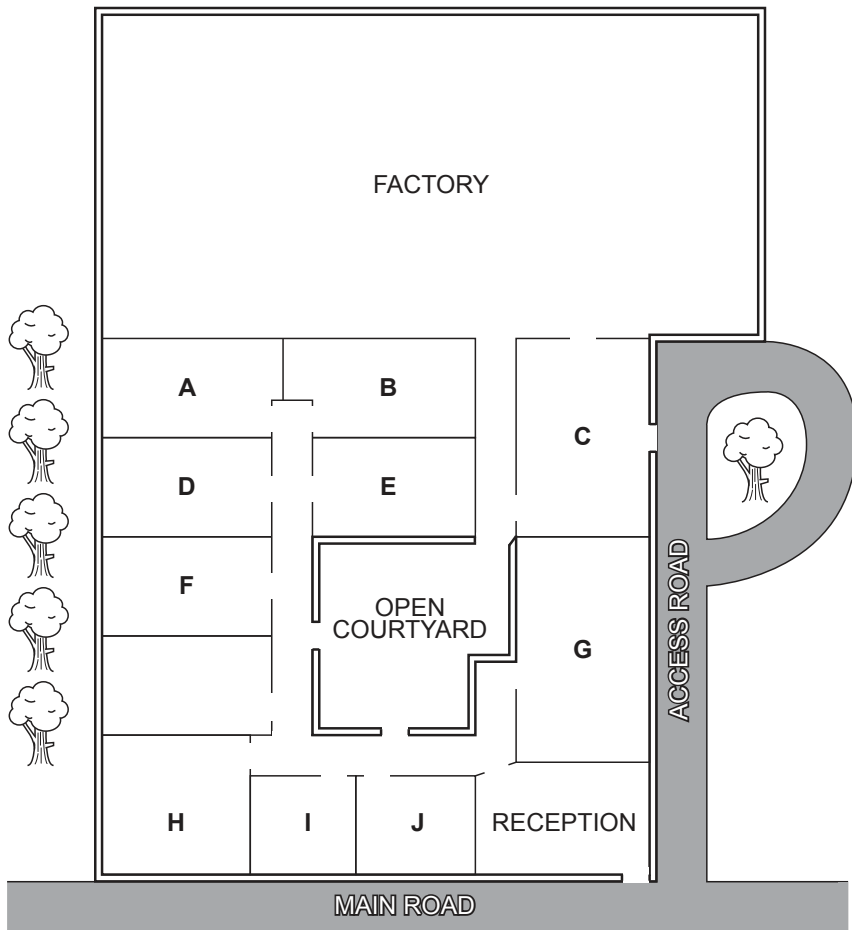 FACTORY
A
B
C
D
E
F
OPEN
COURTYARD
G
ACCESS ROAD
H
I
J
RECEPTION
MAIN ROAD